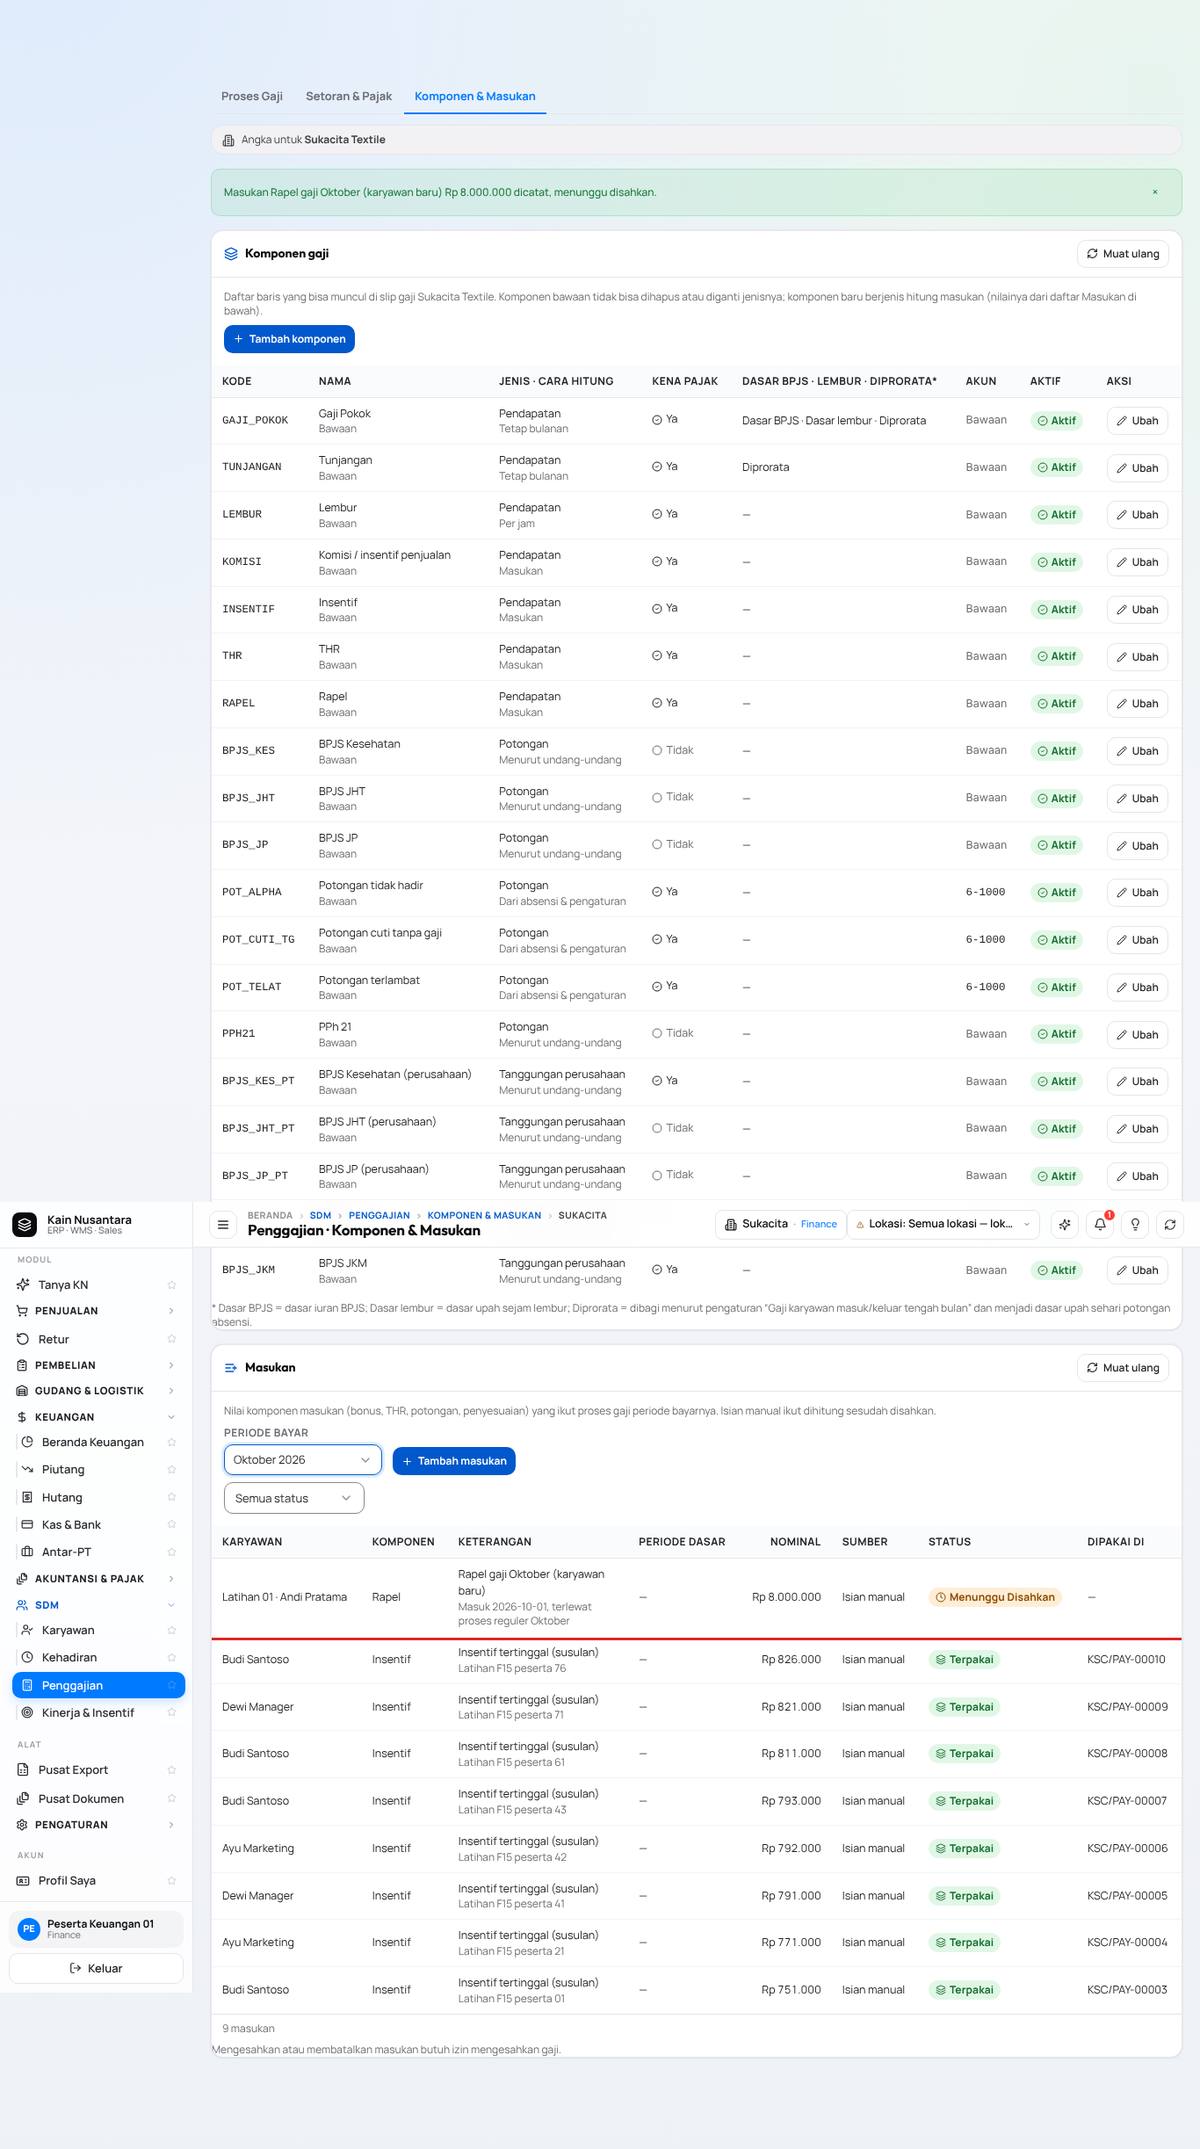 Proses Gaji Setoran & Pajak Komponen & Masukan
Angka untuk Sukacita Textile
Masukan Rapel gaji Oktober (karyawan baru) Rp 8.000.000 dicatat, menunggu disahkan. ×
Komponen gaji Muat ulang
Daftar baris yang bisa muncul di slip gaji Sukacita Textile. Komponen bawaan tidak bisa dihapus atau diganti jenisnya; komponen baru berjenis hitung masukan (nilainya dari daftar Masukan di
bawah).
+ Tambah komponen
KODE NAMA JENIS · CARA HITUNG KENA PAJAK DASAR BPJS · LEMBUR · DIPRORATA* AKUN AKTIF AKSI
GAJI_POKOK Gaji Pokok Pendapatan Ya Dasar BPJS · Dasar lembur · Diprorata Bawaan Aktif Ubah
Bawaan Tetap bulanan
TUNJANGAN Tunjangan Pendapatan Ya Diprorata Bawaan Aktif Ubah
Bawaan Tetap bulanan
LEMBUR Lembur Pendapatan Ya — Bawaan Aktif Ubah
Bawaan Per jam
KOMISI Komisi / insentif penjualan Pendapatan Ya — Bawaan Aktif Ubah
Bawaan Masukan
INSENTIF Insentif Pendapatan Ya — Bawaan Aktif Ubah
Bawaan Masukan
THR THR Pendapatan Ya — Bawaan Aktif Ubah
Bawaan Masukan
RAPEL Rapel Pendapatan Ya — Bawaan Aktif Ubah
Bawaan Masukan
BPJS_KES BPJS Kesehatan Potongan Tidak — Bawaan Aktif Ubah
Bawaan Menurut undang-undang
BPJS_JHT BPJS JHT Potongan Tidak — Bawaan Aktif Ubah
Bawaan Menurut undang-undang
BPJS_JP BPJS JP Potongan Tidak — Bawaan Aktif Ubah
Bawaan Menurut undang-undang
POT_ALPHA Potongan tidak hadir Potongan Ya — 6-1000 Aktif Ubah
Bawaan Dari absensi & pengaturan
POT_CUTI_TG Potongan cuti tanpa gaji Potongan Ya — 6-1000 Aktif Ubah
Bawaan Dari absensi & pengaturan
POT_TELAT Potongan terlambat Potongan Ya — 6-1000 Aktif Ubah
Bawaan Dari absensi & pengaturan
PPH21 PPh 21 Potongan Tidak — Bawaan Aktif Ubah
Bawaan Menurut undang-undang
BPJS_KES_PT BPJS Kesehatan (perusahaan) Tanggungan perusahaan Ya — Bawaan Aktif Ubah
Bawaan Menurut undang-undang
BPJS_JHT_PT BPJS JHT (perusahaan) Tanggungan perusahaan Tidak — Bawaan Aktif Ubah
Bawaan Menurut undang-undang
BPJS_JP_PT BPJS JP (perusahaan) Tanggungan perusahaan Tidak — Bawaan Aktif Ubah
Bawaan Menurut undang-undang
Kain Nusantara
ERP · WMS · Sales
BERANDA › SDM › PENGGAJIAN › KOMPONEN & MASUKAN › SUKACITA
Penggajian · Komponen & Masukan
Sukacita · Finance
Lokasi: Semua lokasi — lok...
1
MODUL
Tanya KN
PENJUALAN
Retur
PEMBELIAN
GUDANG & LOGISTIK
KEUANGAN
Beranda Keuangan
Piutang
Hutang
Kas & Bank
Antar-PT
AKUNTANSI & PAJAK
SDM
Karyawan
Kehadiran
Penggajian
Kinerja & Insentif
ALAT
Pusat Export
Pusat Dokumen
PENGATURAN
AKUN
Profil Saya
PE
Peserta Keuangan 01
Finance
Keluar
BPJS_JKM BPJS JKM Tanggungan perusahaan Ya — Bawaan Aktif Ubah
Bawaan Menurut undang-undang
* Dasar BPJS = dasar iuran BPJS; Dasar lembur = dasar upah sejam lembur; Diprorata = dibagi menurut pengaturan "Gaji karyawan masuk/keluar tengah bulan" dan menjadi dasar upah sehari potongan
absensi.
Masukan Muat ulang
Nilai komponen masukan (bonus, THR, potongan, penyesuaian) yang ikut proses gaji periode bayarnya. Isian manual ikut dihitung sesudah disahkan.
PERIODE BAYAR
Oktober 2026 + Tambah masukan
Semua status
KARYAWAN KOMPONEN KETERANGAN PERIODE DASAR NOMINAL SUMBER STATUS DIPAKAI DI
Latihan 01 · Andi Pratama Rapel Rapel gaji Oktober (karyawan baru) — Rp 8.000.000 Isian manual Menunggu Disahkan —
Masuk 2026-10-01, terlewat
proses reguler Oktober
Budi Santoso Insentif Insentif tertinggal (susulan) — Rp 826.000 Isian manual Terpakai KSC/PAY-00010
Latihan F15 peserta 76
Dewi Manager Insentif Insentif tertinggal (susulan) — Rp 821.000 Isian manual Terpakai KSC/PAY-00009
Latihan F15 peserta 71
Budi Santoso Insentif Insentif tertinggal (susulan) — Rp 811.000 Isian manual Terpakai KSC/PAY-00008
Latihan F15 peserta 61
Budi Santoso Insentif Insentif tertinggal (susulan) — Rp 793.000 Isian manual Terpakai KSC/PAY-00007
Latihan F15 peserta 43
Ayu Marketing Insentif Insentif tertinggal (susulan) — Rp 792.000 Isian manual Terpakai KSC/PAY-00006
Latihan F15 peserta 42
Dewi Manager Insentif Insentif tertinggal (susulan) — Rp 791.000 Isian manual Terpakai KSC/PAY-00005
Latihan F15 peserta 41
Ayu Marketing Insentif Insentif tertinggal (susulan) — Rp 771.000 Isian manual Terpakai KSC/PAY-00004
Latihan F15 peserta 21
Budi Santoso Insentif Insentif tertinggal (susulan) — Rp 751.000 Isian manual Terpakai KSC/PAY-00003
Latihan F15 peserta 01
9 masukan
Mengesahkan atau membatalkan masukan butuh izin mengesahkan gaji.